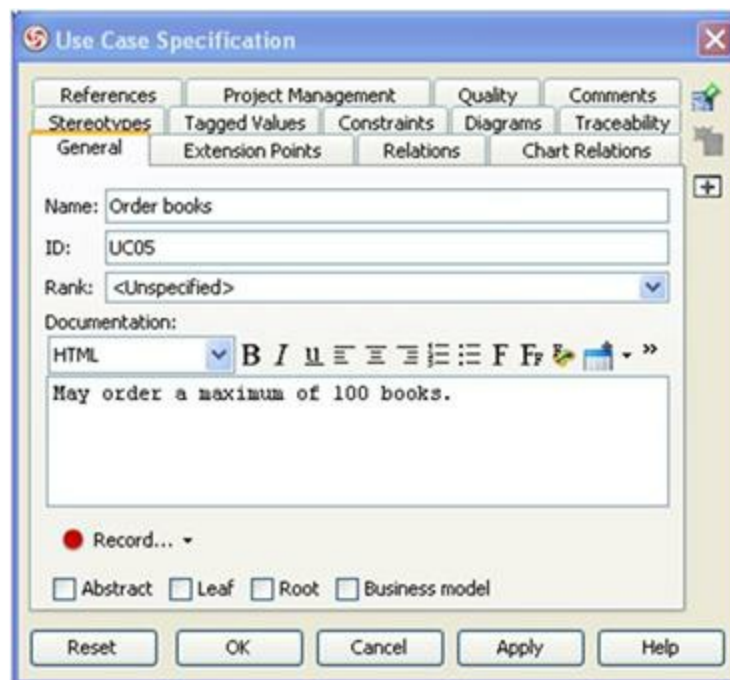 Use Case Specification
References Project Management Quality Comments
Stereotypes Tagged Values Constraints Diagrams Traceability
General Extension Points Relations Chart Relations
Name: Order books
ID: UC05
Rank: <Unspecified>
Documentation:
HTML B I u F FF »
May order a maximum of 100 books.
Record...
Abstract Leaf Root Business model
Reset OK Cancel Apply Help